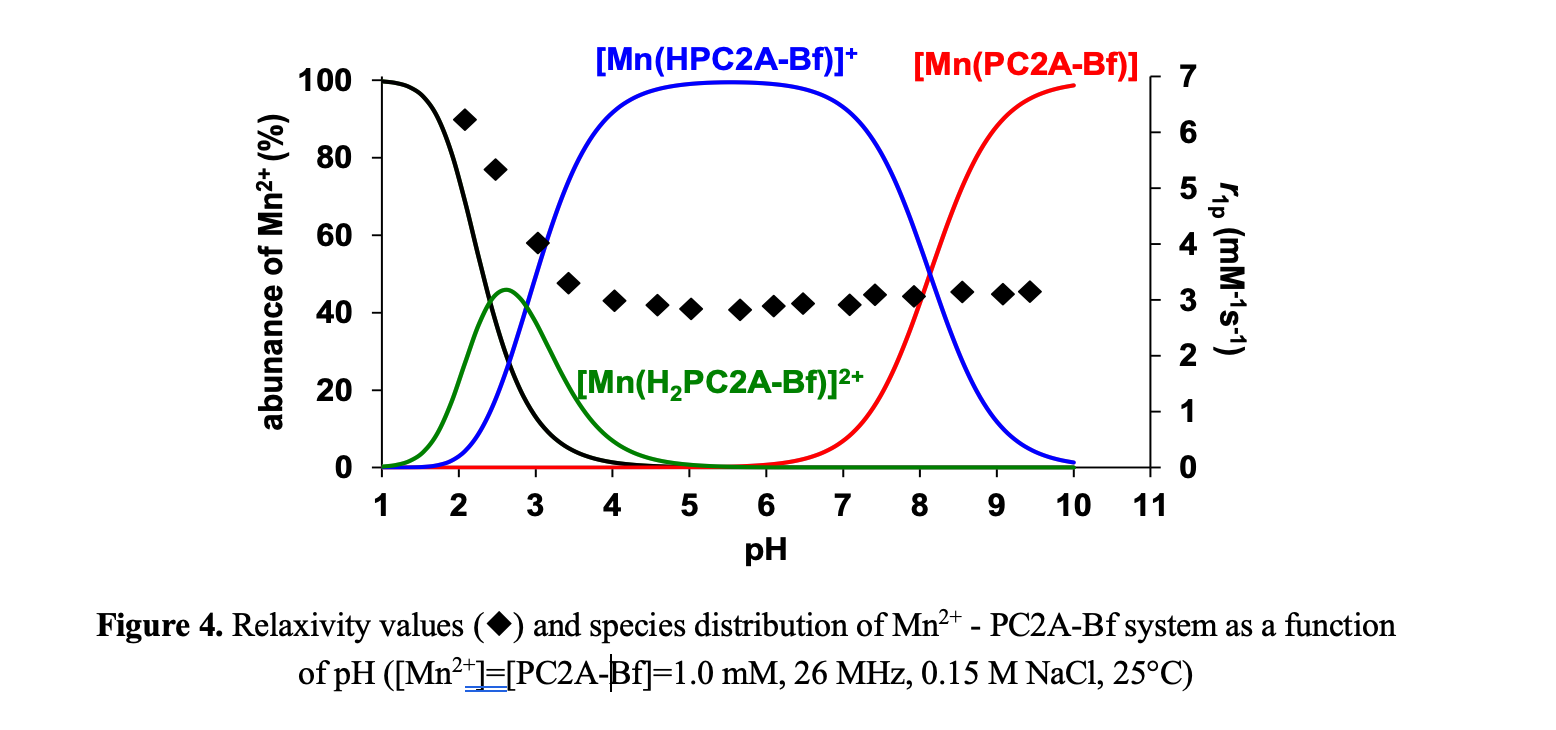 [Mn(HPC2A-Bf)]⁺ [Mn(PC2A-Bf)]
100 7
80 6
60 5
40 4
20 3
0 2
1
0
abunance of Mn²⁺ (%)
r₁ₚ (mM⁻¹s⁻¹)
[Mn(H₂PC2A-Bf)]²⁺
1 2 3 4 5 6 7 8 9 10 11
pH
Figure 4. Relaxivity values (◆) and species distribution of Mn²⁺ - PC2A-Bf system as a function
of pH ([Mn²⁺]=[PC2A-Bf]=1.0 mM, 26 MHz, 0.15 M NaCl, 25°C)